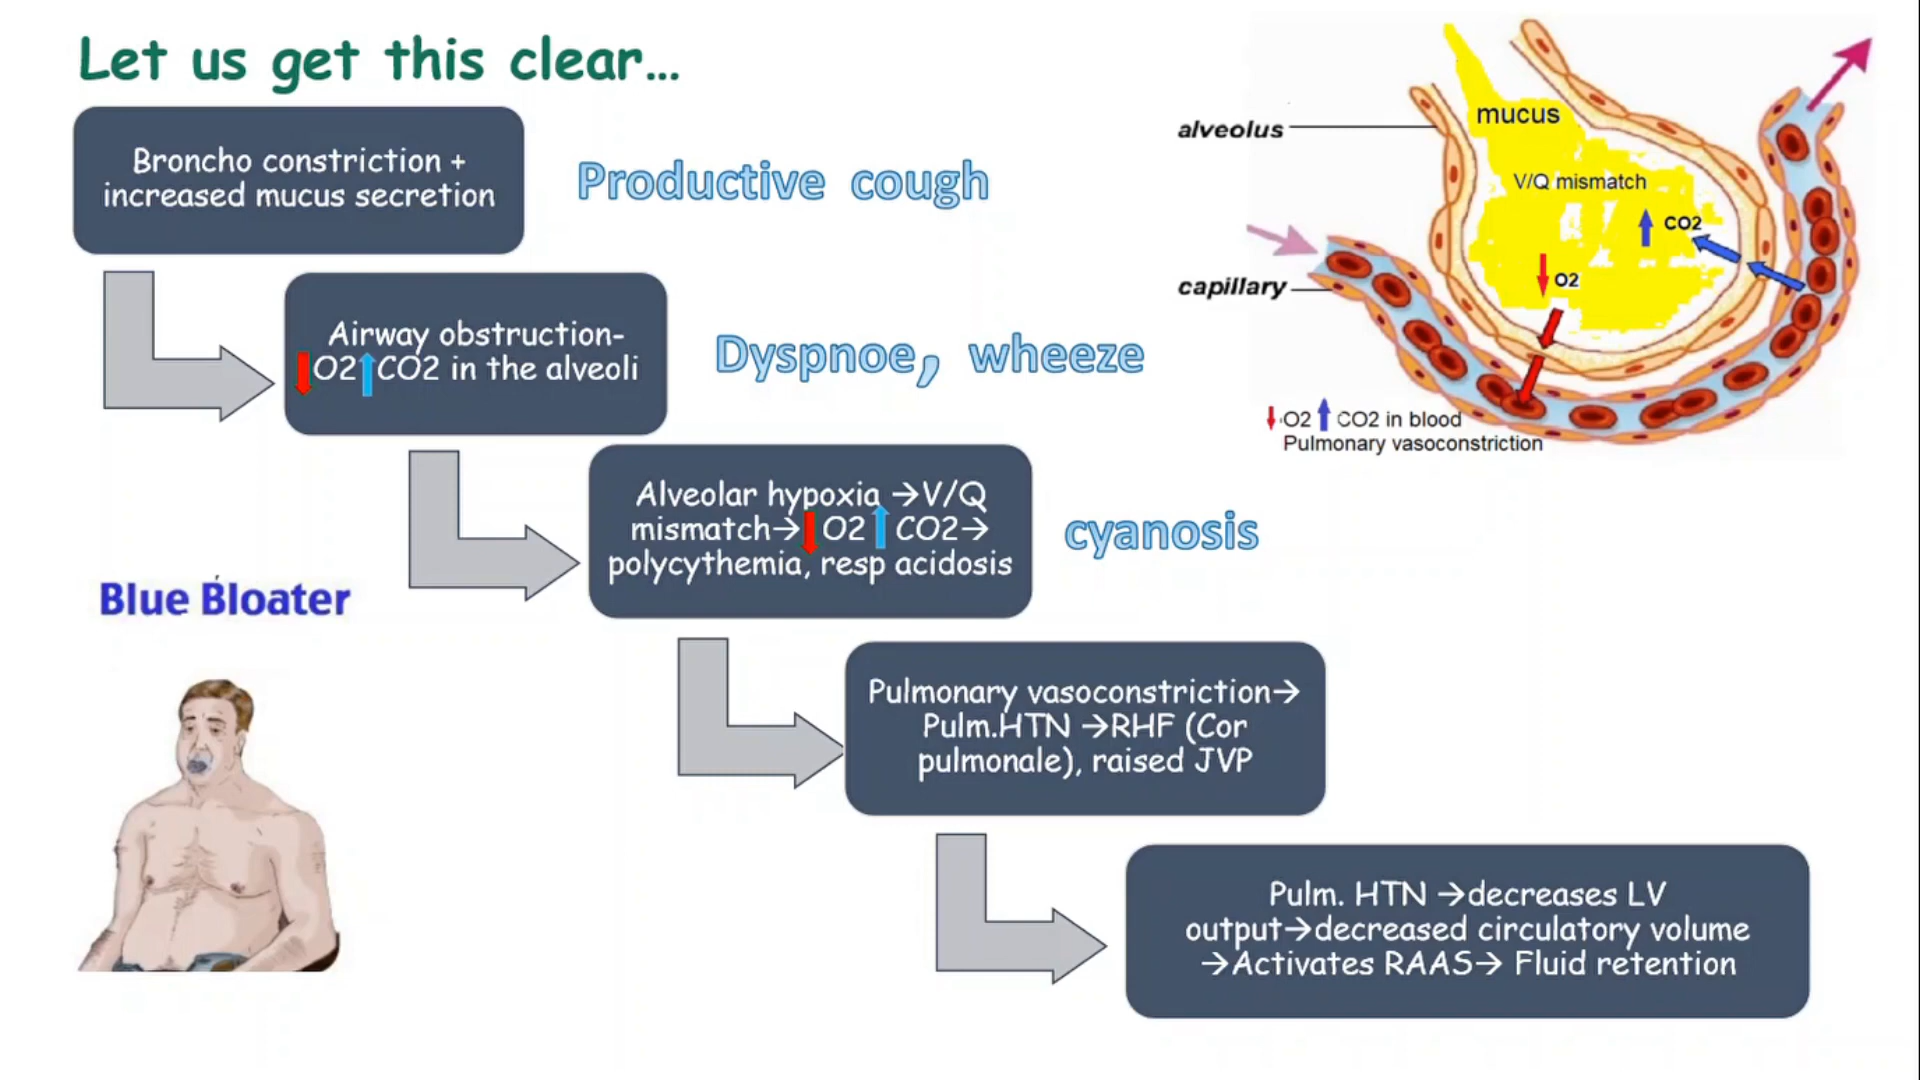 Let us get this clear...
Broncho constriction +
increased mucus secretion
Productive cough
Airway obstruction-
O2 CO2 in the alveoli
Dyspnoe, wheeze
Alveolar hypoxia →V/Q
mismatch→ O2 CO2→
polycythemia, resp acidosis
cyanosis
Pulmonary vasoconstriction→
Pulm.HTN →RHF (Cor
pulmonale), raised JVP
Pulm. HTN →decreases LV
output→decreased circulatory volume
→Activates RAAS→ Fluid retention
Blue Bloater
alveolus
mucus
V/Q mismatch
CO2
O2
capillary
O2 CO2 in blood
Pulmonary vasoconstriction